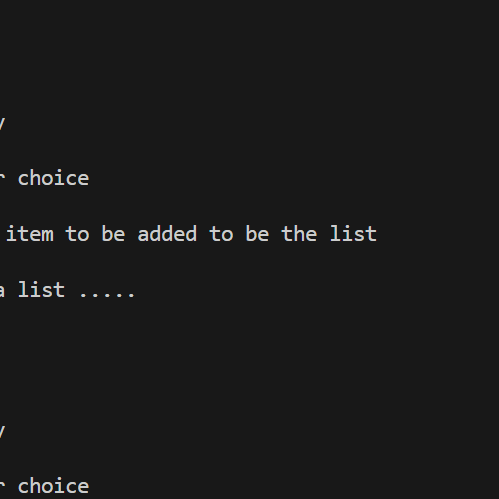 y
r choice
item to be added to be the list
a list .....
y
r choice